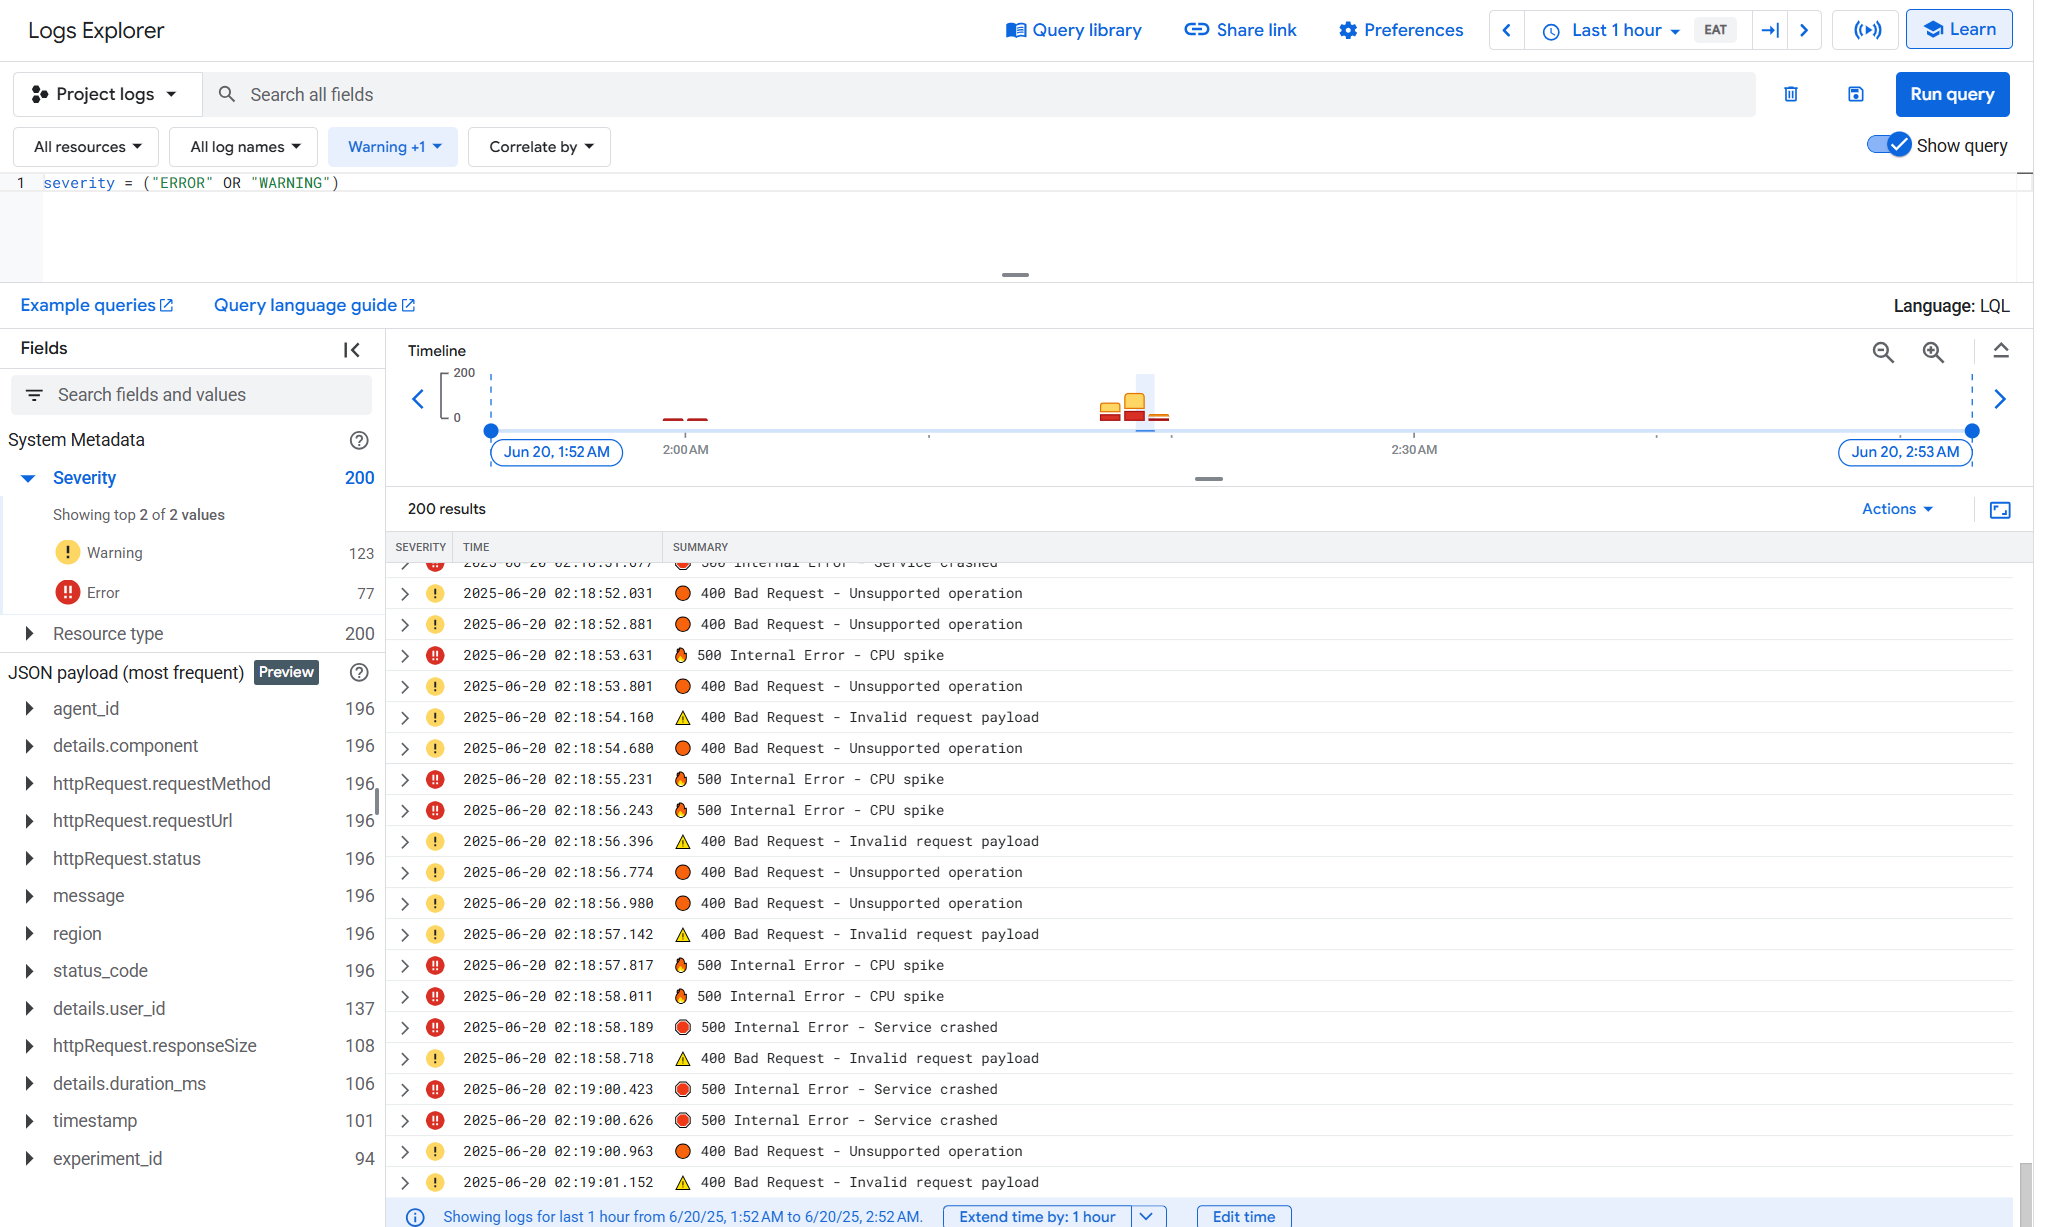 Logs Explorer
Query library
Share link
Preferences
Last 1 hour
EAT
Learn
Project logs
Search all fields
Run query
All resources
All log names
Warning +1
Correlate by
Show query
1 severity = ("ERROR" OR "WARNING")
Example queries
Query language guide
Language: LQL
Fields
Search fields and values
System Metadata
Severity 200
Showing top 2 of 2 values
Warning 123
Error 77
Resource type 200
JSON payload (most frequent) Preview
agent_id 196
details.component 196
httpRequest.requestMethod 196
httpRequest.requestUrl 196
httpRequest.status 196
message 196
region 196
status_code 196
details.user_id 137
httpRequest.responseSize 108
details.duration_ms 106
timestamp 101
experiment_id 94
Timeline
200
0
Jun 20, 1:52 AM
2:00 AM
2:30 AM
Jun 20, 2:53 AM
200 results
Actions
SEVERITY TIME SUMMARY
2025-06-20 02:18:51.677 500 Internal Error - Service crashed
2025-06-20 02:18:52.031 400 Bad Request - Unsupported operation
2025-06-20 02:18:52.881 400 Bad Request - Unsupported operation
2025-06-20 02:18:53.631 500 Internal Error - CPU spike
2025-06-20 02:18:53.801 400 Bad Request - Unsupported operation
2025-06-20 02:18:54.160 400 Bad Request - Invalid request payload
2025-06-20 02:18:54.680 400 Bad Request - Unsupported operation
2025-06-20 02:18:55.231 500 Internal Error - CPU spike
2025-06-20 02:18:56.243 500 Internal Error - CPU spike
2025-06-20 02:18:56.396 400 Bad Request - Invalid request payload
2025-06-20 02:18:56.774 400 Bad Request - Unsupported operation
2025-06-20 02:18:56.980 400 Bad Request - Unsupported operation
2025-06-20 02:18:57.142 400 Bad Request - Invalid request payload
2025-06-20 02:18:57.817 500 Internal Error - CPU spike
2025-06-20 02:18:58.011 500 Internal Error - CPU spike
2025-06-20 02:18:58.189 500 Internal Error - Service crashed
2025-06-20 02:18:58.718 400 Bad Request - Invalid request payload
2025-06-20 02:19:00.423 500 Internal Error - Service crashed
2025-06-20 02:19:00.626 500 Internal Error - Service crashed
2025-06-20 02:19:00.963 400 Bad Request - Unsupported operation
2025-06-20 02:19:01.152 400 Bad Request - Invalid request payload
Showing logs for last 1 hour from 6/20/25, 1:52 AM to 6/20/25, 2:52 AM. Extend time by: 1 hour Edit time